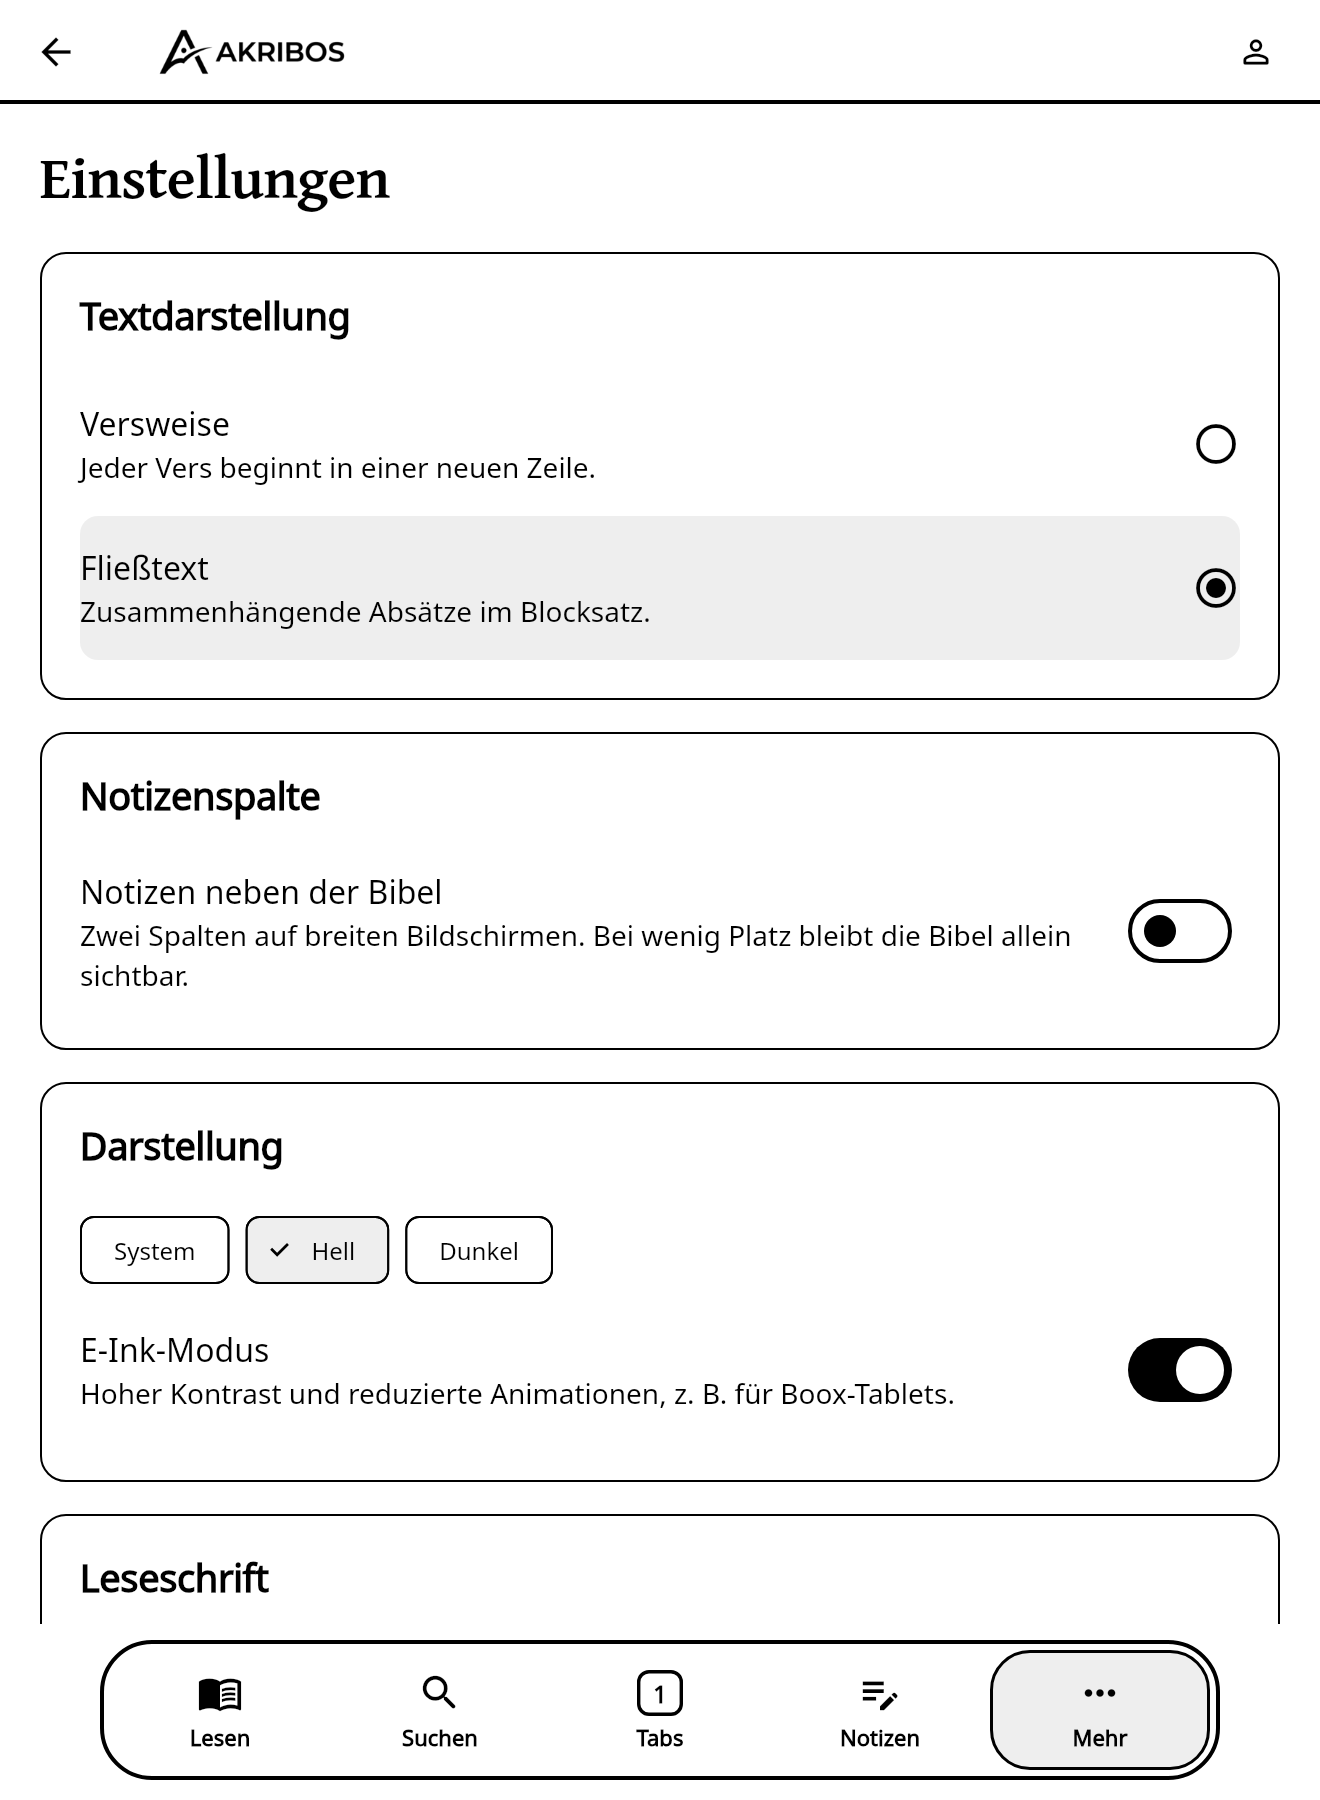 AKRIBOS
Einstellungen
Textdarstellung
Versweise
Jeder Vers beginnt in einer neuen Zeile.
Fließtext
Zusammenhängende Absätze im Blocksatz.
Notizenspalte
Notizen neben der Bibel
Zwei Spalten auf breiten Bildschirmen. Bei wenig Platz bleibt die Bibel allein
sichtbar.
Darstellung
System Hell Dunkel
E-Ink-Modus
Hoher Kontrast und reduzierte Animationen, z. B. für Boox-Tablets.
Leseschrift
1
Lesen Suchen Tabs Notizen Mehr